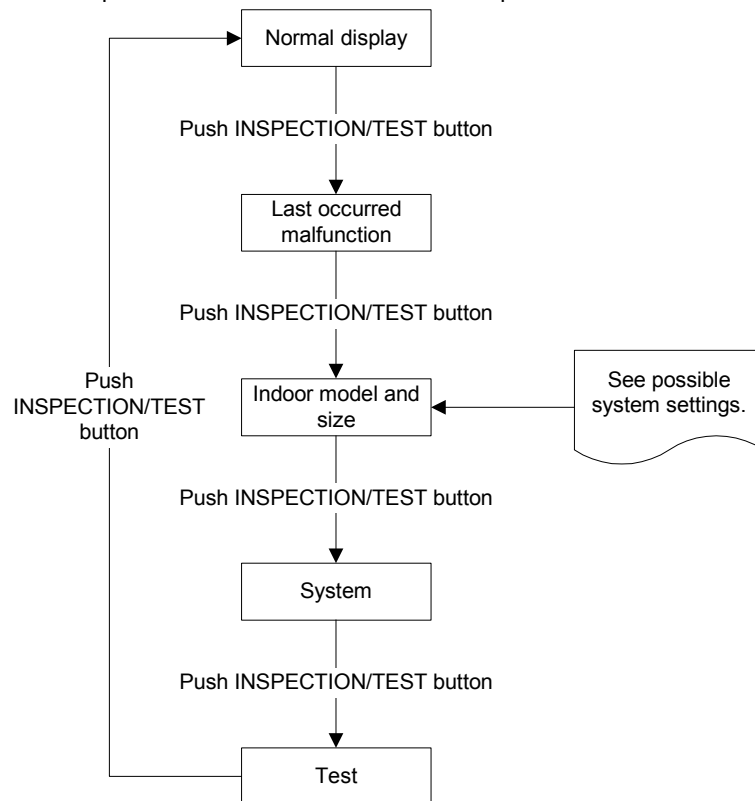 Normal display
Push INSPECTION/TEST button
Last occurred
malfunction
Push INSPECTION/TEST button
Push
INSPECTION/TEST
button
Indoor model and
size
See possible
system settings.
Push INSPECTION/TEST button
System
Push INSPECTION/TEST button
Test